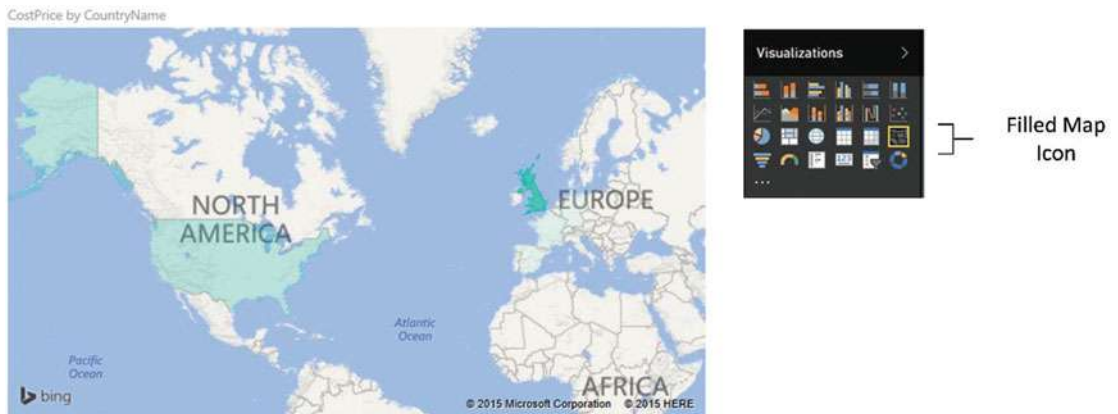 CostPrice by CountryName
NORTH
AMERICA
EUROPE
Atlantic
Ocean
Pacific
Ocean
AFRICA
bing
© 2015 Microsoft Corporation © 2015 HERE
Visualizations
Filled Map
Icon